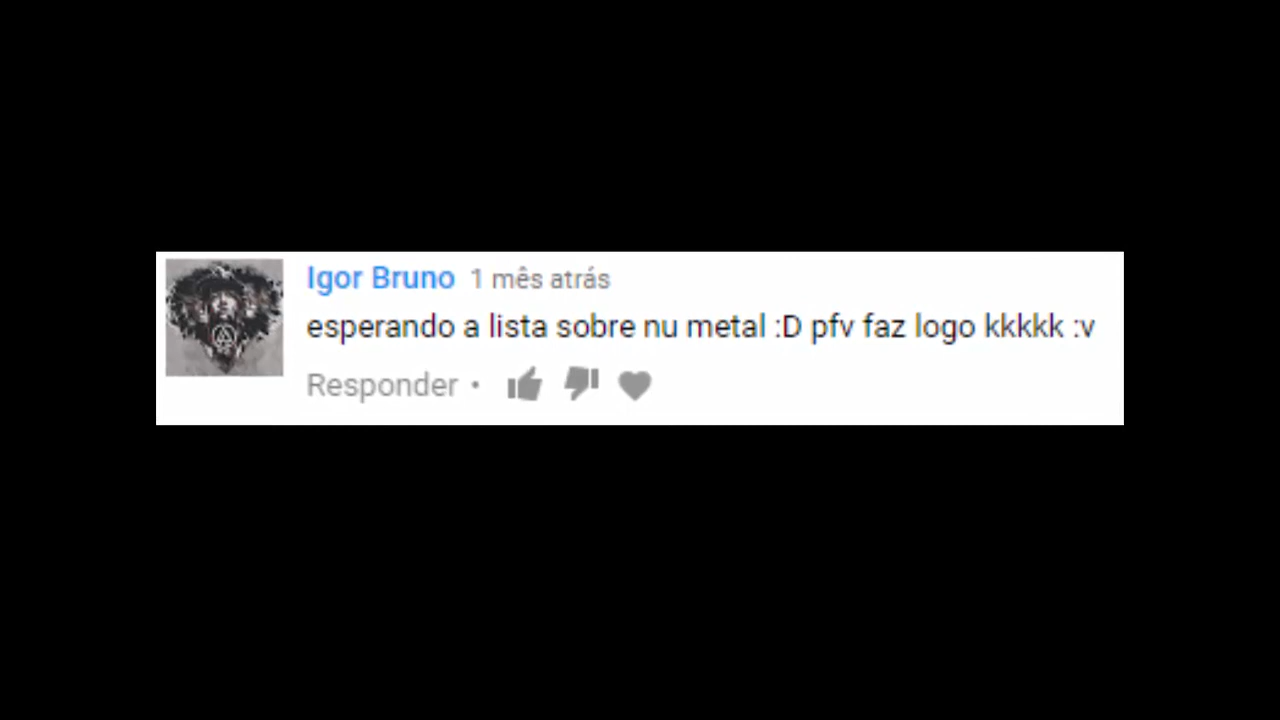 Igor Bruno 1 mês atrás
esperando a lista sobre nu metal :D pfv faz logo kkkkk :v
Responder •